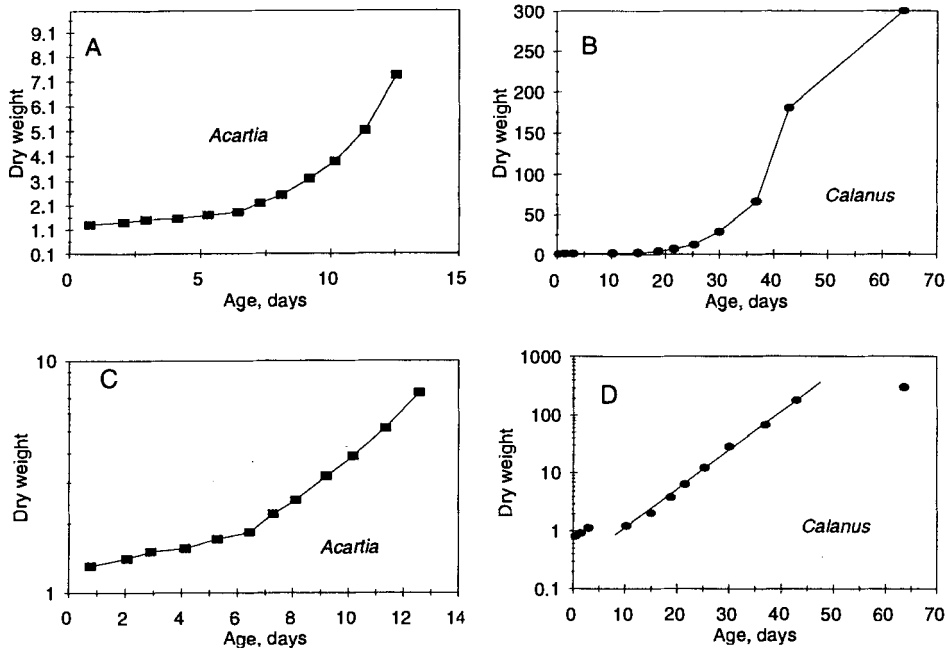 A
Acartia
Dry weight
9.1
8.1
7.1
6.1
5.1
4.1
3.1
2.1
1.1
0.1
0
5
10
15
Age, days
B
Calanus
Dry weight
300
250
200
150
100
50
0
0 10 20 30 40 50 60 70
Age, days
C
Acartia
Dry weight
10
1
0 2 4 6 8 10 12 14
Age, days
D
Calanus
Dry weight
1000
100
10
1
0.1
0 10 20 30 40 50 60 70
Age, days